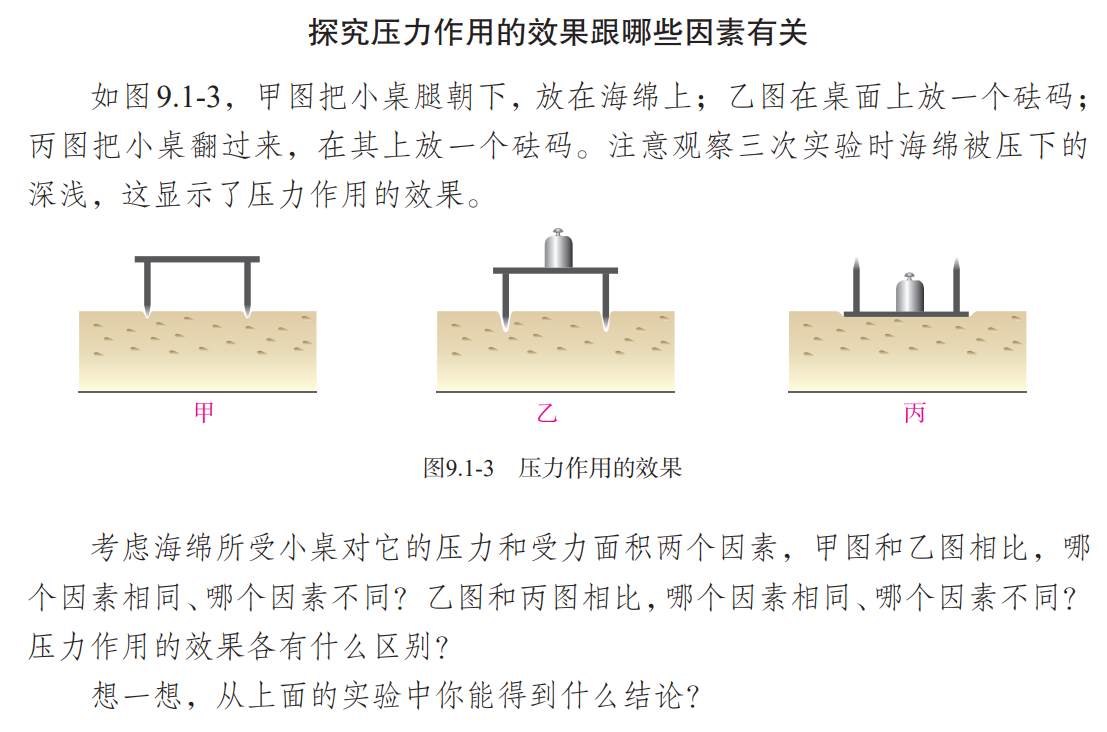 探究压力作用的效果跟哪些因素有关
如图9.1-3，甲图把小桌腿朝下，放在海绵上；乙图在桌面上放一个砝码；
丙图把小桌翻过来，在其上放一个砝码。注意观察三次实验时海绵被压下的
深浅，这显示了压力作用的效果。
甲
乙
丙
图9.1-3 压力作用的效果
考虑海绵所受小桌对它的压力和受力面积两个因素，甲图和乙图相比，哪
个因素相同、哪个因素不同？乙图和丙图相比，哪个因素相同、哪个因素不同？
压力作用的效果各有什么区别？
想一想，从上面的实验中你能得到什么结论？